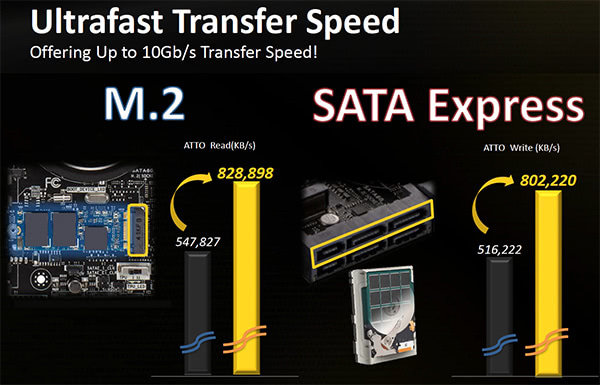 Ultrafast Transfer Speed
Offering Up to 10Gb/s Transfer Speed!
M.2
SATA Express
ATTO Read(KB/s)
828,898
547,827
ATTO Write (KB/s)
802,220
516,222
FC